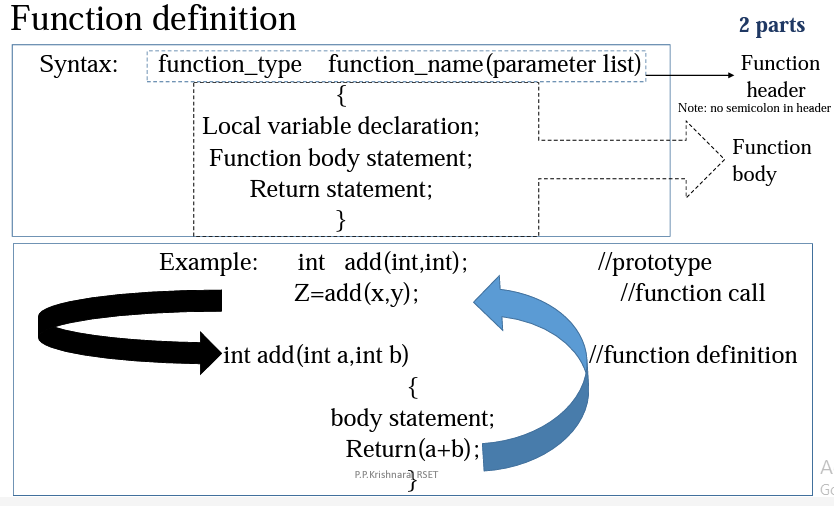 Function definition
2 parts
Syntax: function_type function_name(parameter list)
Function
header
Note: no semicolon in header
{
Local variable declaration;
Function body statement;
Return statement;
}
Function
body
Example: int add(int,int); //prototype
Z=add(x,y); //function call
int add(int a,int b) //function definition
{
body statement;
Return(a+b);
P.P.Krishnaraj RSET
}